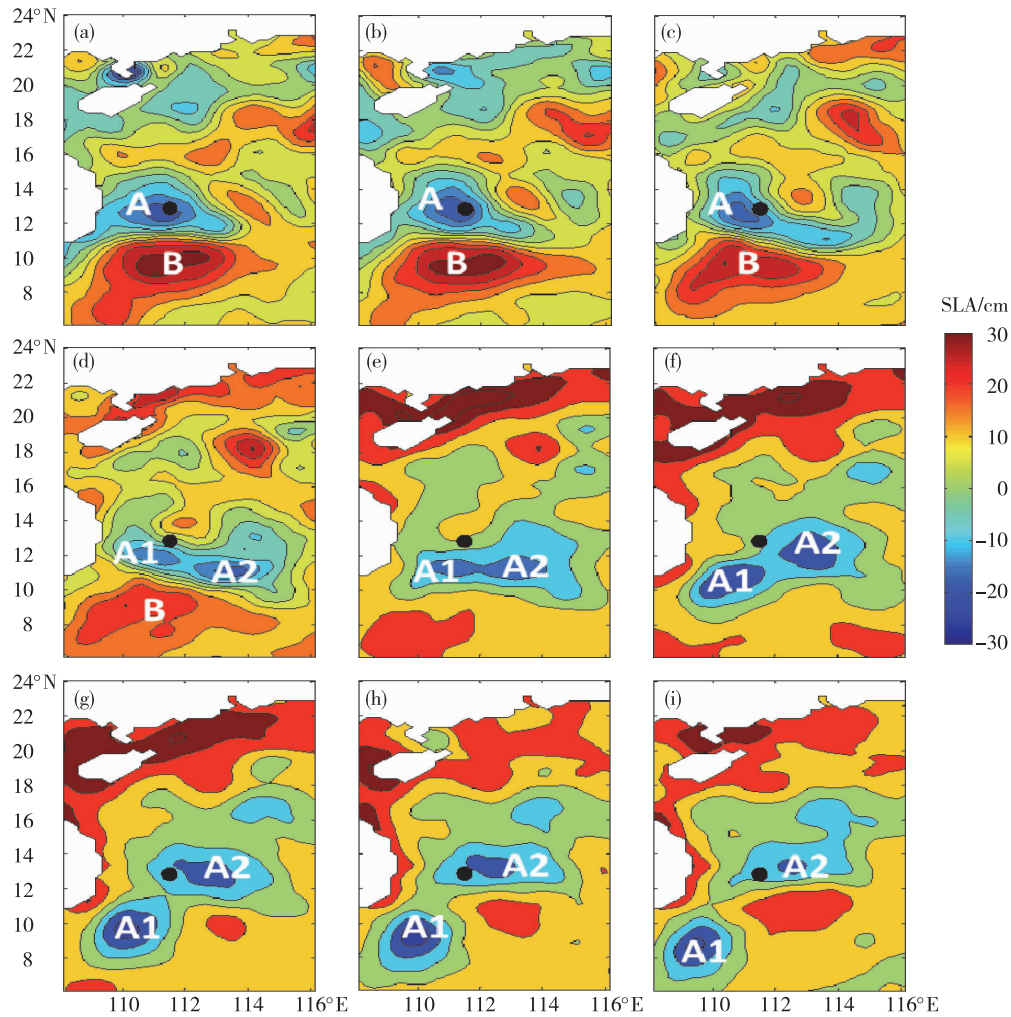 24°N (a) (b) (c)
22
20
18
16
14
A A A
12
10
B B B
8
SLA/cm
30
20
10
0
−10
−20
−30
24°N (d) (e) (f)
22
20
18
16
14
A1 A2 A1 A2 A1 A2
12
10
B
8
24°N (g) (h) (i)
22
20
18
16
14
A2 A2 A2
12
10
A1 A1 A1
8
110 112 114 116°E 110 112 114 116°E 110 112 114 116°E